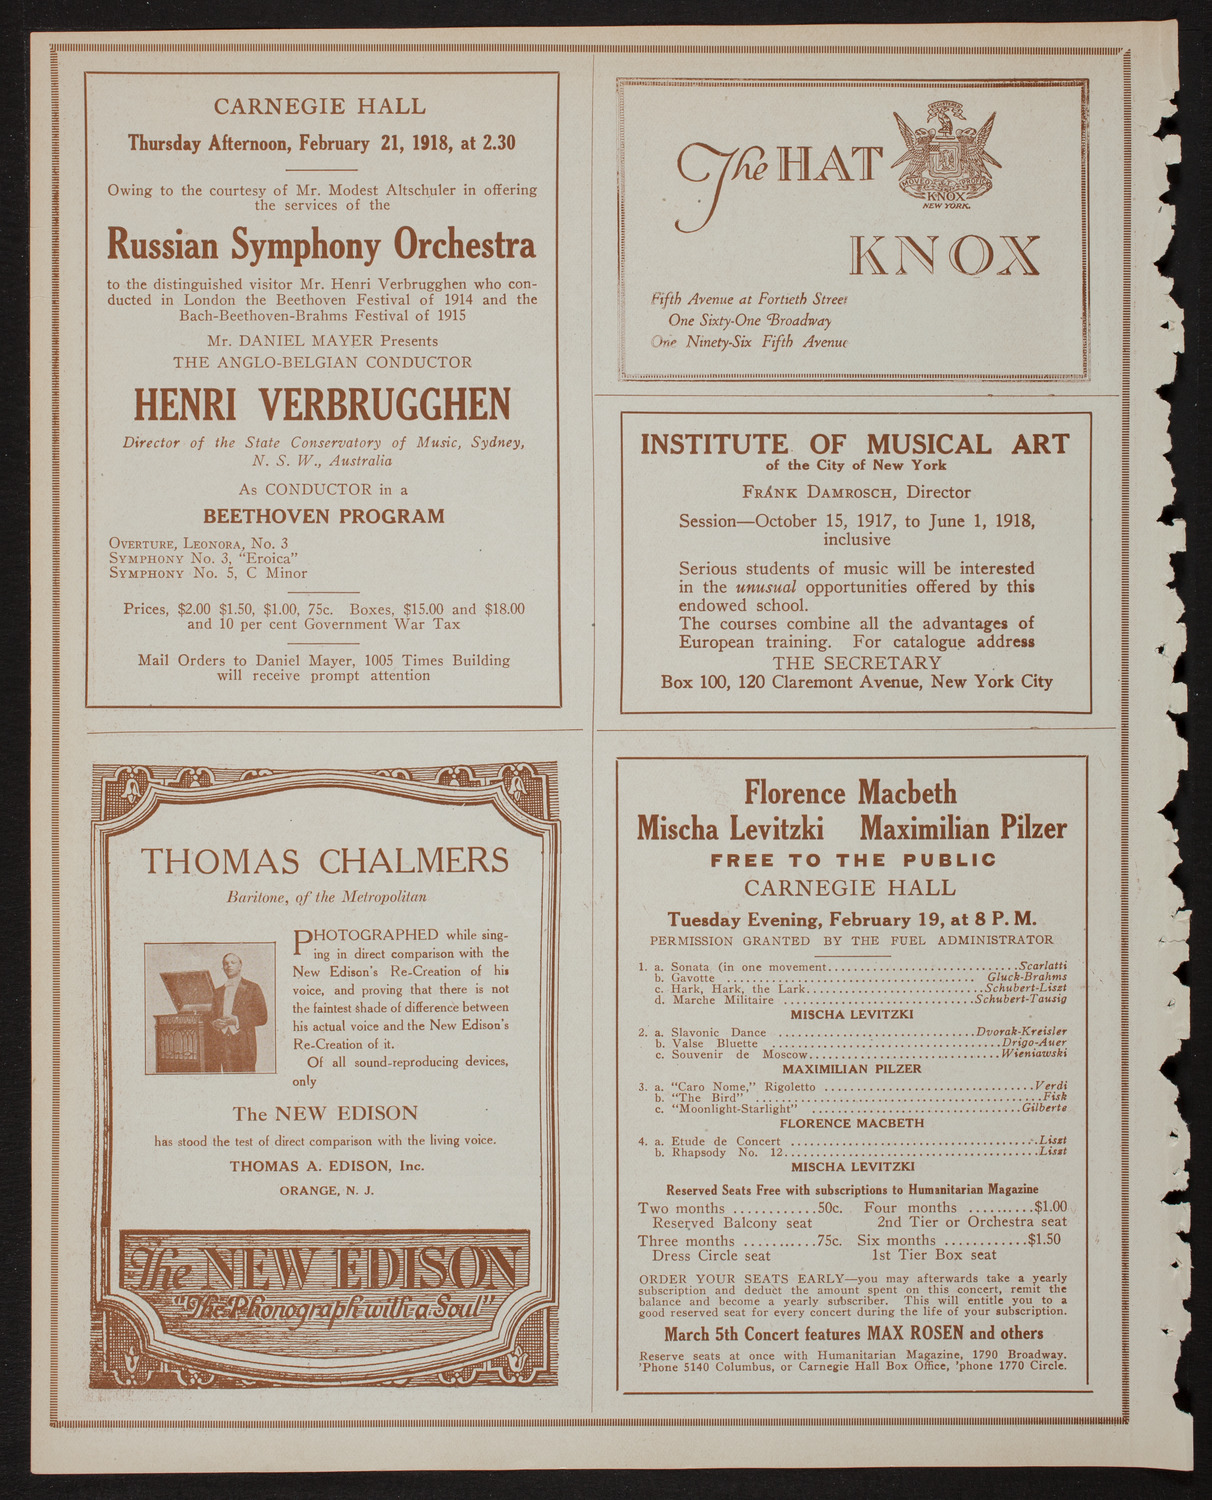 CARNEGIE HALL
Thursday Afternoon, February 21, 1918, at 2.30
Owing to the courtesy of Mr. Modest Altschuler in offering
the services of the
Russian Symphony Orchestra
to the distinguished visitor Mr. Henri Verbrugghen who con-
ducted in London the Beethoven Festival of 1914 and the
Bach-Beethoven-Brahms Festival of 1915
Mr. DANIEL MAYER Presents
THE ANGLO-BELGIAN CONDUCTOR
HENRI VERBRUGGHEN
Director of the State Conservatory of Music, Sydney,
N. S. W., Australia
As CONDUCTOR in a
BEETHOVEN PROGRAM
OVERTURE, LEONORA, No. 3
SYMPHONY No. 3, "Eroica"
SYMPHONY No. 5, C Minor
Prices, $2.00 $1.50, $1.00, 75c. Boxes, $15.00 and $18.00
and 10 per cent Government War Tax
Mail Orders to Daniel Mayer, 1005 Times Building
will receive prompt attention
THOMAS CHALMERS
Baritone, of the Metropolitan
PHOTOGRAPHED while sing-
ing in direct comparison with the
New Edison's Re-Creation of his
voice, and proving that there is not
the faintest shade of difference between
his actual voice and the New Edison's
Re-Creation of it.
Of all sound-reproducing devices,
only
The NEW EDISON
has stood the test of direct comparison with the living voice.
THOMAS A. EDISON, Inc.
ORANGE, N. J.
The NEW EDISON
"The Phonograph with a Soul"
The HAT
KNOX
NEW YORK.
KNOX
Fifth Avenue at Fortieth Street
One Sixty-One Broadway
One Ninety-Six Fifth Avenue
INSTITUTE OF MUSICAL ART
of the City of New York
FRANK DAMROSCH, Director
Session—October 15, 1917, to June 1, 1918,
inclusive
Serious students of music will be interested
in the unusual opportunities offered by this
endowed school.
The courses combine all the advantages of
European training. For catalogue address
THE SECRETARY
Box 100, 120 Claremont Avenue, New York City
Florence Macbeth
Mischa Levitzki Maximilian Pilzer
FREE TO THE PUBLIC
CARNEGIE HALL
Tuesday Evening, February 19, at 8 P. M.
PERMISSION GRANTED BY THE FUEL ADMINISTRATOR
1. a. Sonata (in one movement..............................Scarlatti
b. Gavotte ....................................... Gluck-Brahms
c. Hark, Hark, the Lark............................Schubert-Liszt
d. Marche Militaire ..............................Schubert-Tausig
MISCHA LEVITZKI
2. a. Slavonic Dance ...............................Dvorak-Kreisler
b. Valse Bluette ....................................Drigo-Auer
c. Souvenir de Moscow..............................Wieniawski
MAXIMILIAN PILZER
3. a. "Caro Nome," Rigoletto .................................Verdi
b. "The Bird" .............................................Fisk
c. "Moonlight-Starlight" .................................Gilberte
FLORENCE MACBETH
4. a. Etude de Concert .......................................Liszt
b. Rhapsody No. 12........................................Liszt
MISCHA LEVITZKI
Reserved Seats Free with subscriptions to Humanitarian Magazine
Two months ............50c. Four months ..........$1.00
Reserved Balcony seat 2nd Tier or Orchestra seat
Three months ...........75c. Six months ............$1.50
Dress Circle seat 1st Tier Box seat
ORDER YOUR SEATS EARLY—you may afterwards take a yearly
subscription and deduct the amount spent on this concert, remit the
balance and become a yearly subscriber. This will entitle you to a
good reserved seat for every concert during the life of your subscription.
March 5th Concert features MAX ROSEN and others
Reserve seats at once with Humanitarian Magazine, 1790 Broadway.
'Phone 5140 Columbus, or Carnegie Hall Box Office, 'phone 1770 Circle.